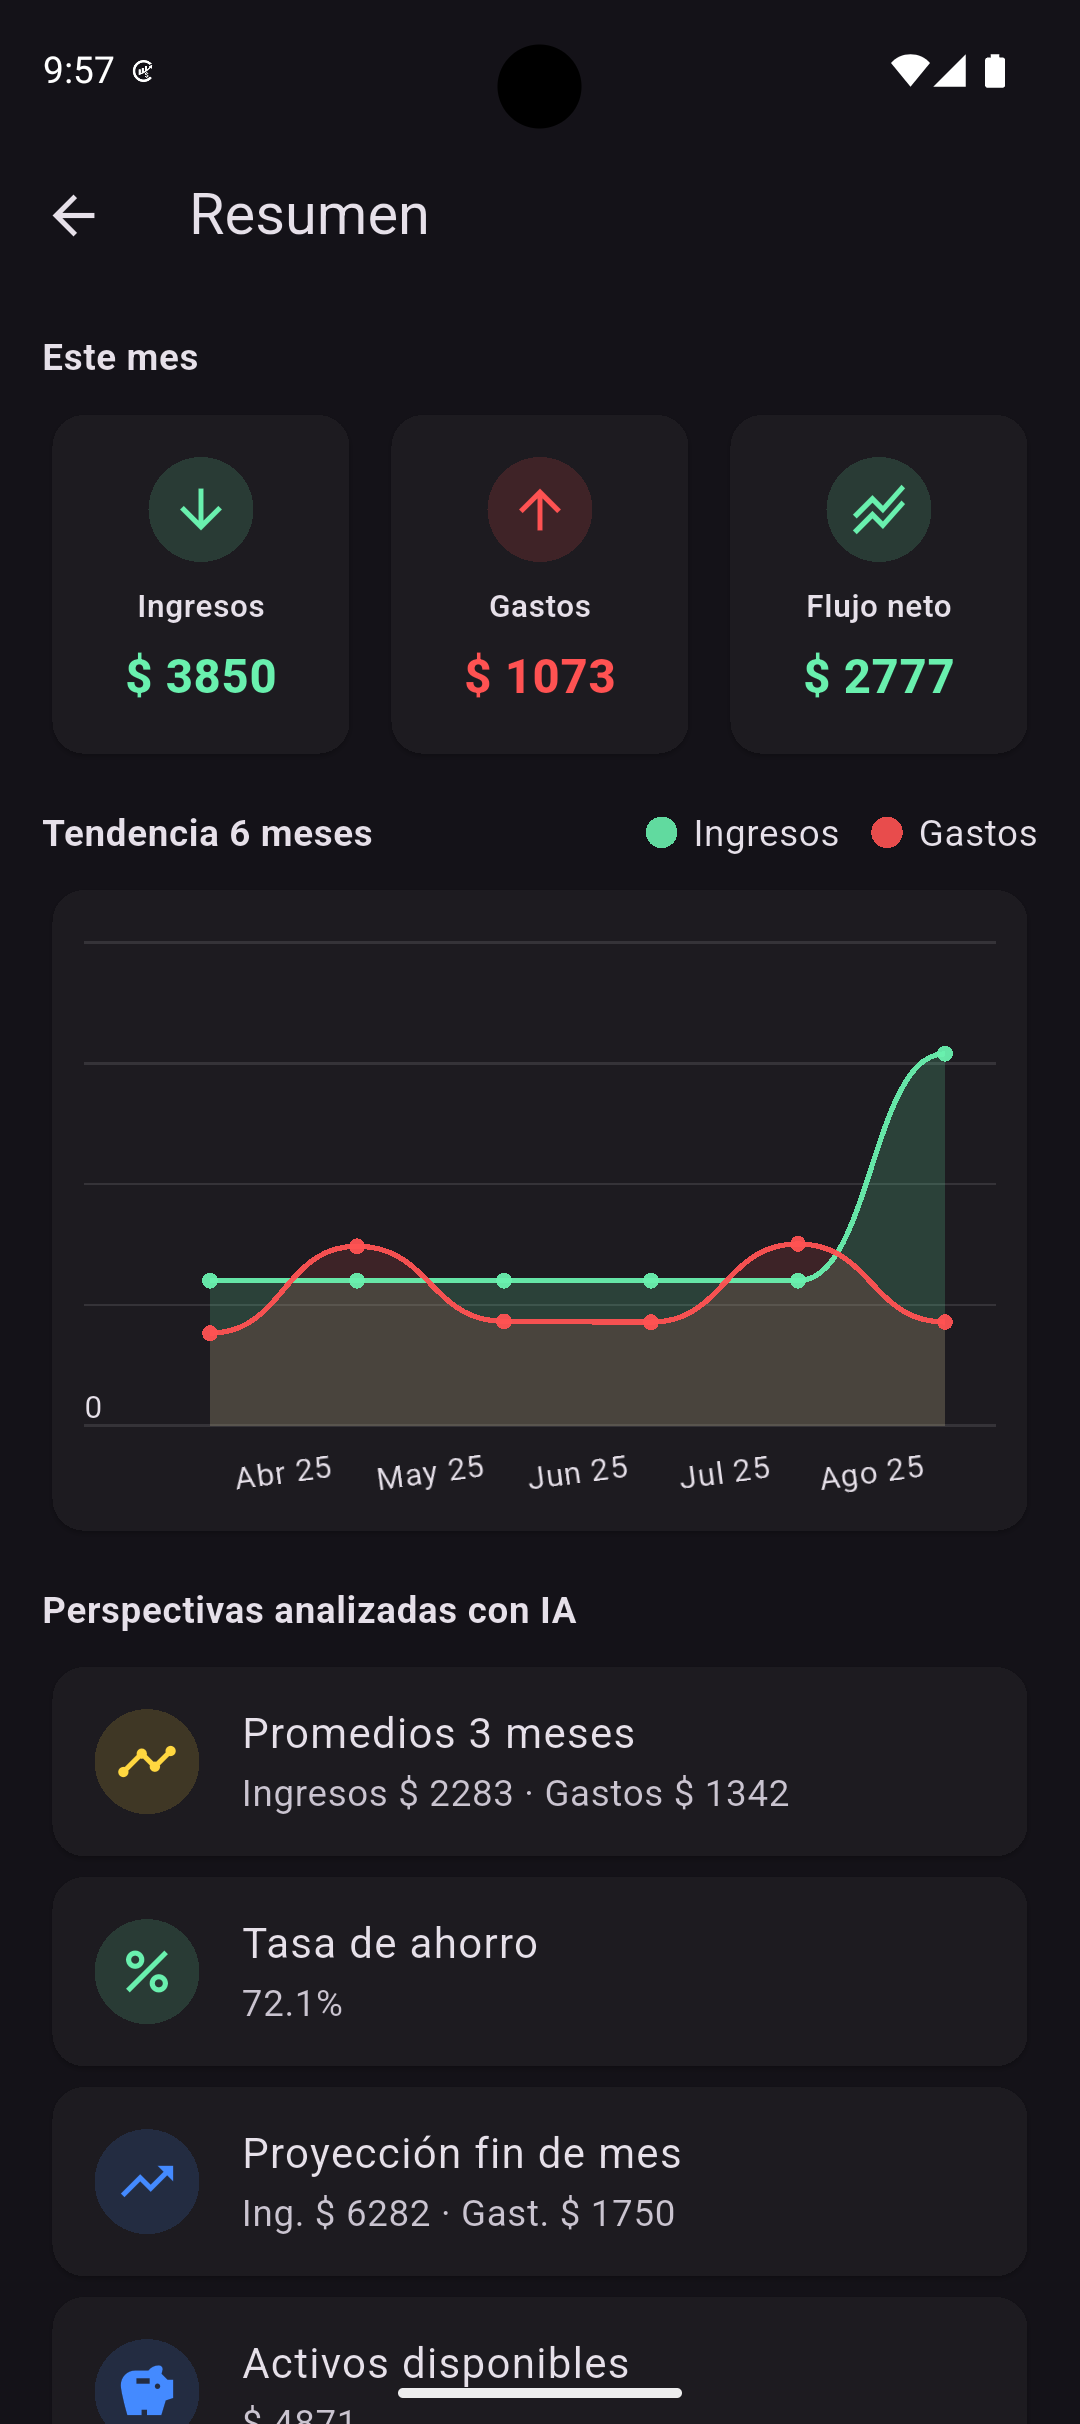 9:57
Resumen
Este mes
Ingresos
$ 3850
Gastos
$ 1073
Flujo neto
$ 2777
Tendencia 6 meses
Ingresos
Gastos
0
Abr 25
May 25
Jun 25
Jul 25
Ago 25
Perspectivas analizadas con IA
Promedios 3 meses
Ingresos $ 2283 · Gastos $ 1342
Tasa de ahorro
72.1%
Proyección fin de mes
Ing. $ 6282 · Gast. $ 1750
Activos disponibles
$ 4871